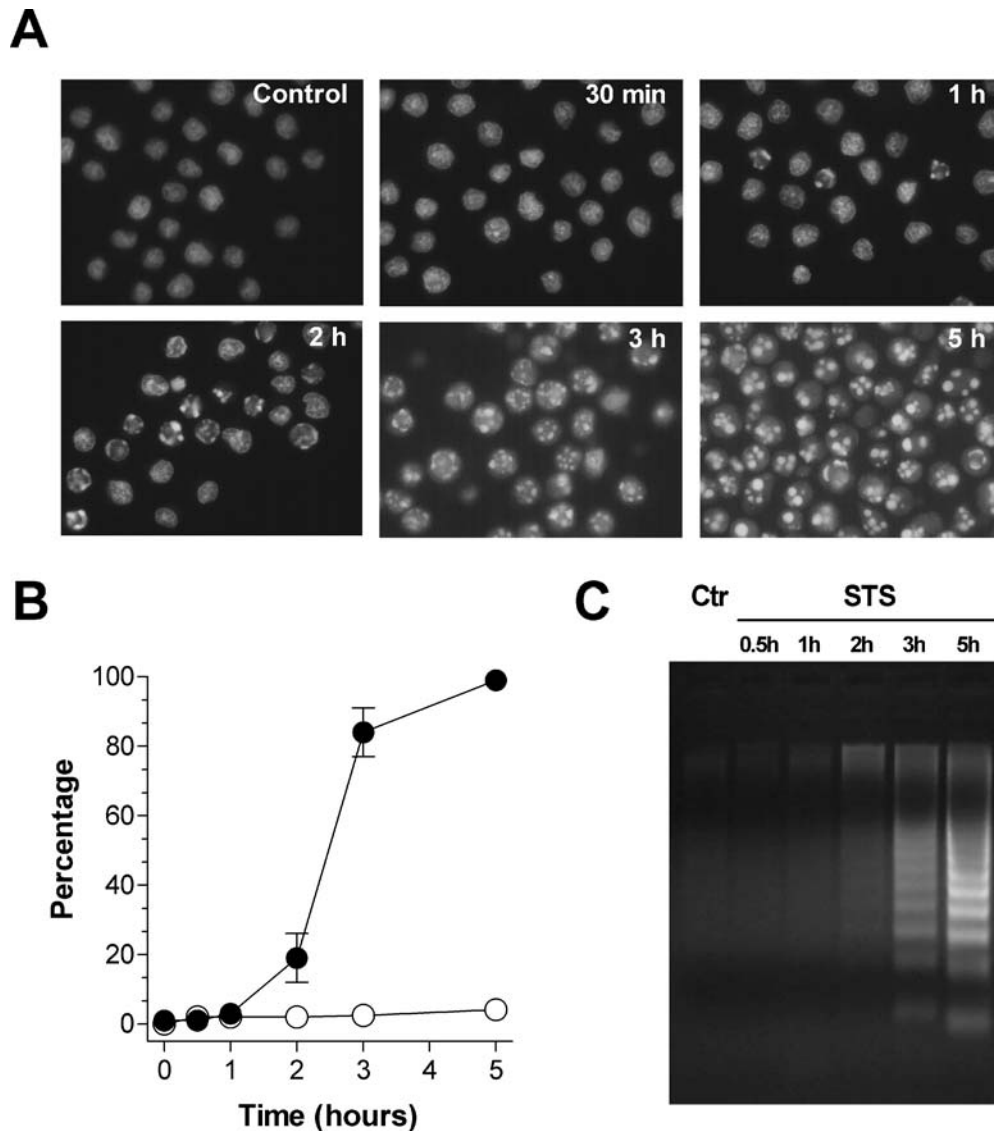 A
Control
30 min
1 h
2 h
3 h
5 h
B
100
80
60
40
20
0
Percentage
0 1 2 3 4 5
Time (hours)
C
Ctr STS
0.5h 1h 2h 3h 5h